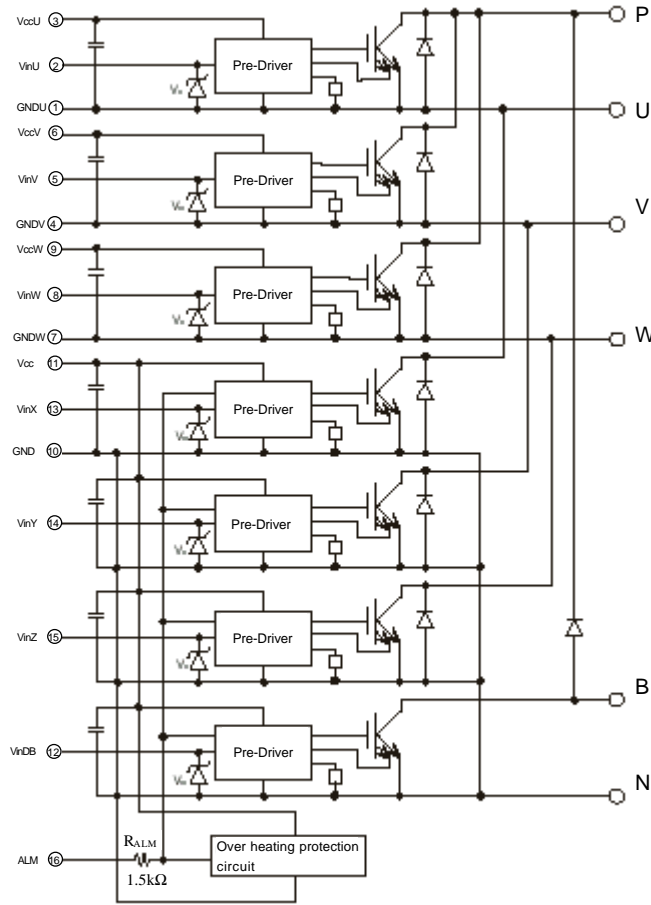 P
VccU 3
VinU 2
Pre-Driver
GNDU 1
U
VccV 6
VinV 5
Pre-Driver
GNDV 4
V
VccW 9
VinW 8
Pre-Driver
GNDW 7
W
Vcc 11
VinX 13
Pre-Driver
GND 10
VinY 14
Pre-Driver
VinZ 15
Pre-Driver
B
VinDB 12
Pre-Driver
N
ALM 16
RALM
1.5kΩ
Over heating protection
circuit